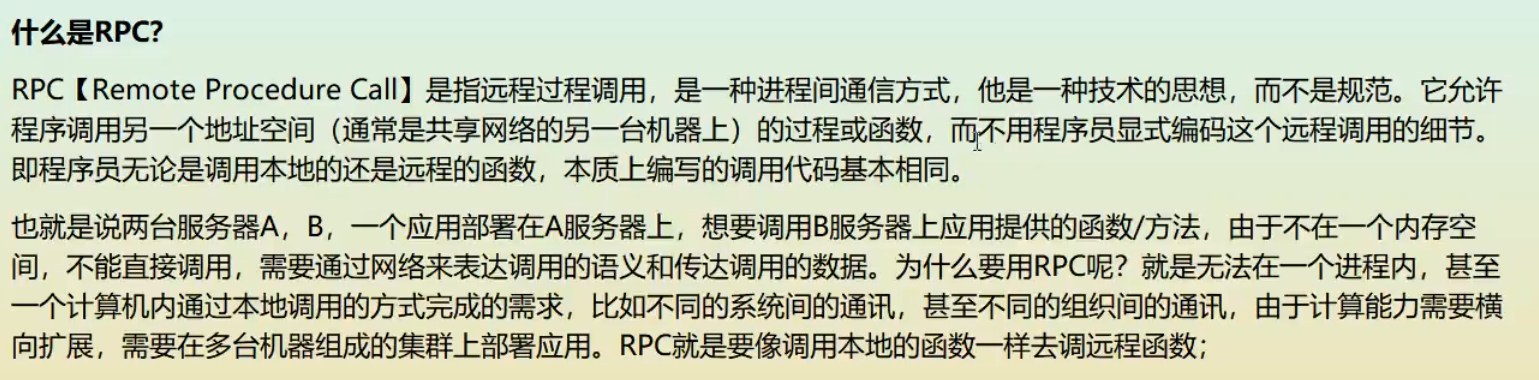 什么是RPC?
RPC【Remote Procedure Call】是指远程过程调用，是一种进程间通信方式，他是一种技术的思想，而不是规范。它允许
程序调用另一个地址空间（通常是共享网络的另一台机器上）的过程或函数，而不用程序员显式编码这个远程调用的细节。
即程序员无论是调用本地的还是远程的函数，本质上编写的调用代码基本相同。
也就是说两台服务器A，B，一个应用部署在A服务器上，想要调用B服务器上应用提供的函数/方法，由于不在一个内存空
间，不能直接调用，需要通过网络来表达调用的语义和传达调用的数据。为什么要用RPC呢？就是无法在一个进程内，甚至
一个计算机内通过本地调用的方式完成的需求，比如不同的系统间的通讯，甚至不同的组织间的通讯，由于计算能力需要横
向扩展，需要在多台机器组成的集群上部署应用。RPC就是要像调用本地的函数一样去调远程函数；